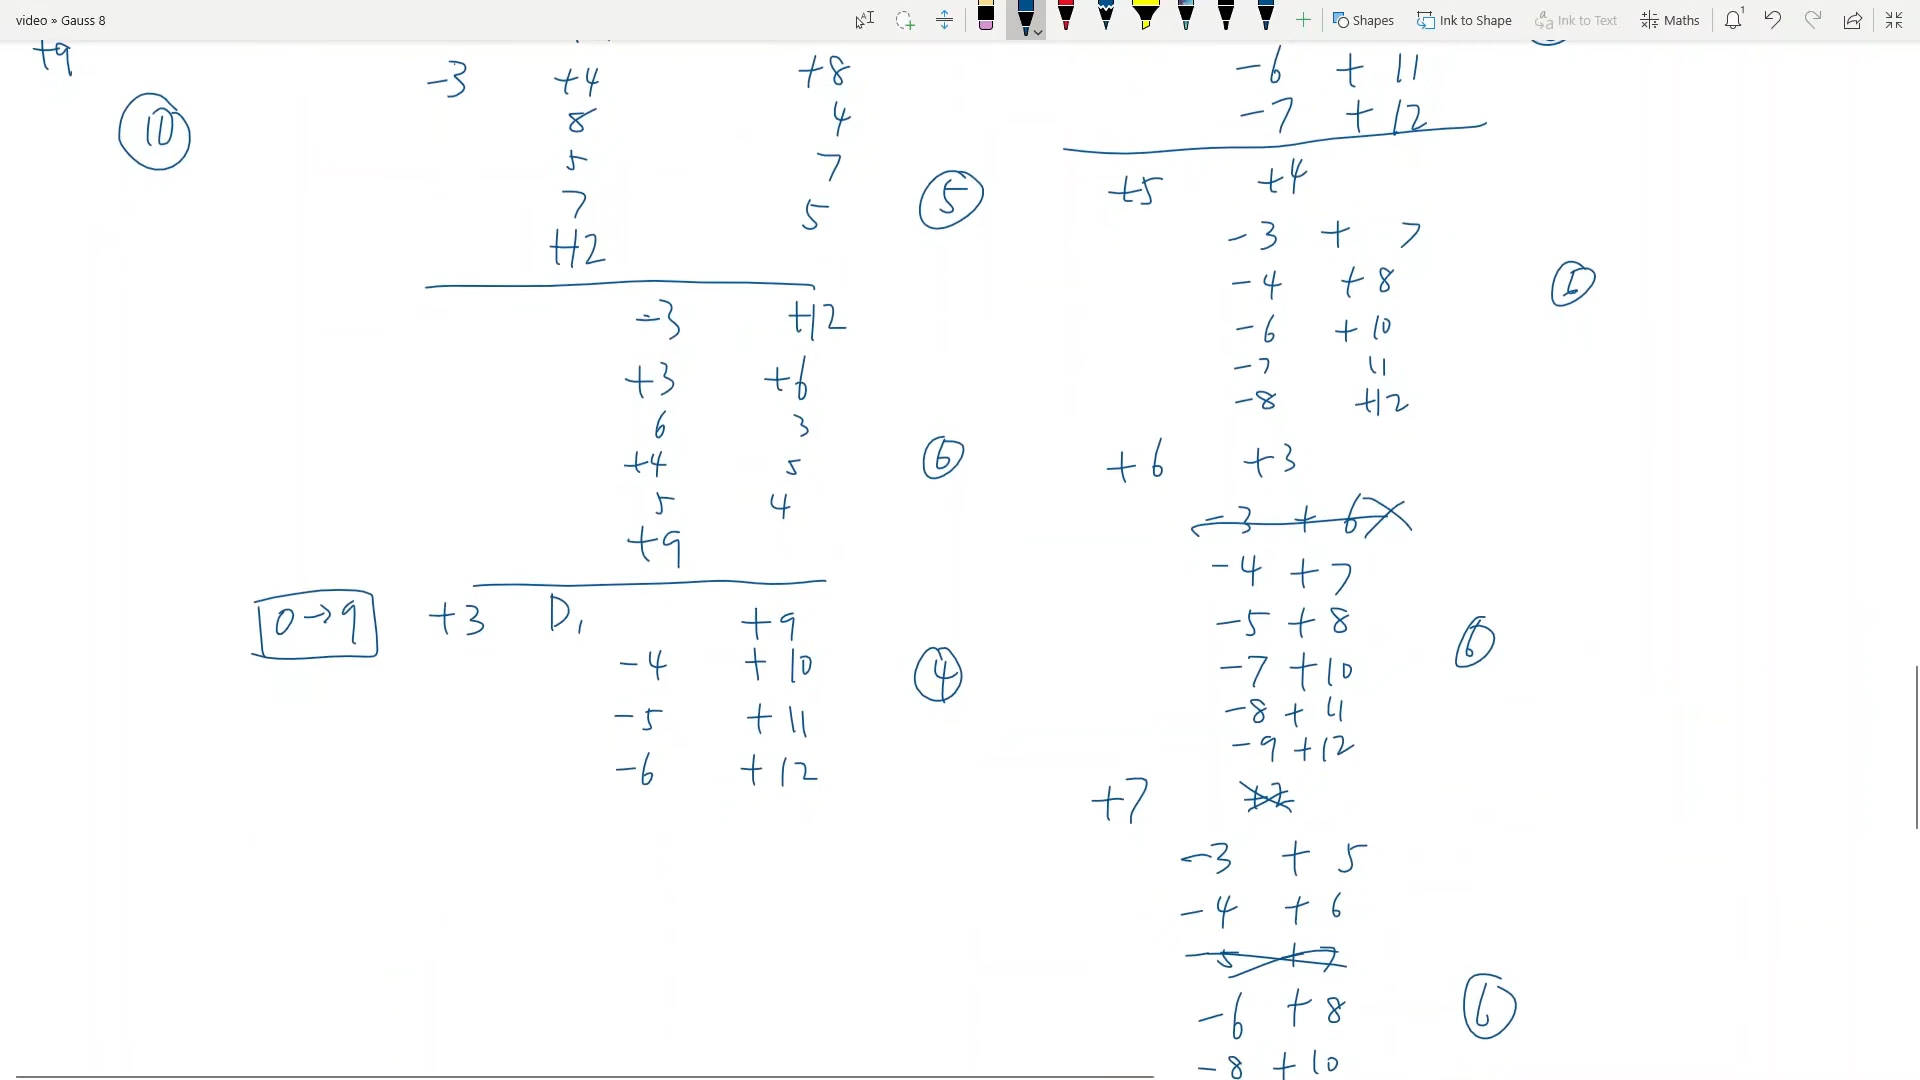 video » Gauss 8
Shapes Ink to Shape Ink to Text Maths
+9
10
-3 +4 +8
8 4
5 7
7 5
+12
5
-3 +12
+3 +6
6 3
+4 5
5 4
+9
6
0→9 +3 D, +9
-4 + 10
-5 + 11
-6 + 12
4
-6 + 11
-7 + 12
+5 +4
-3 + 7
-4 + 8
-6 + 10
-7 11
-8 +12
6
+6 +3
-3 + 6
-4 + 7
-5 + 8
-7 + 10
-8 + 11
-9 +12
6
+7
-3 + 5
-4 + 6
-5 +7
-6 + 8
-8 + 10
6